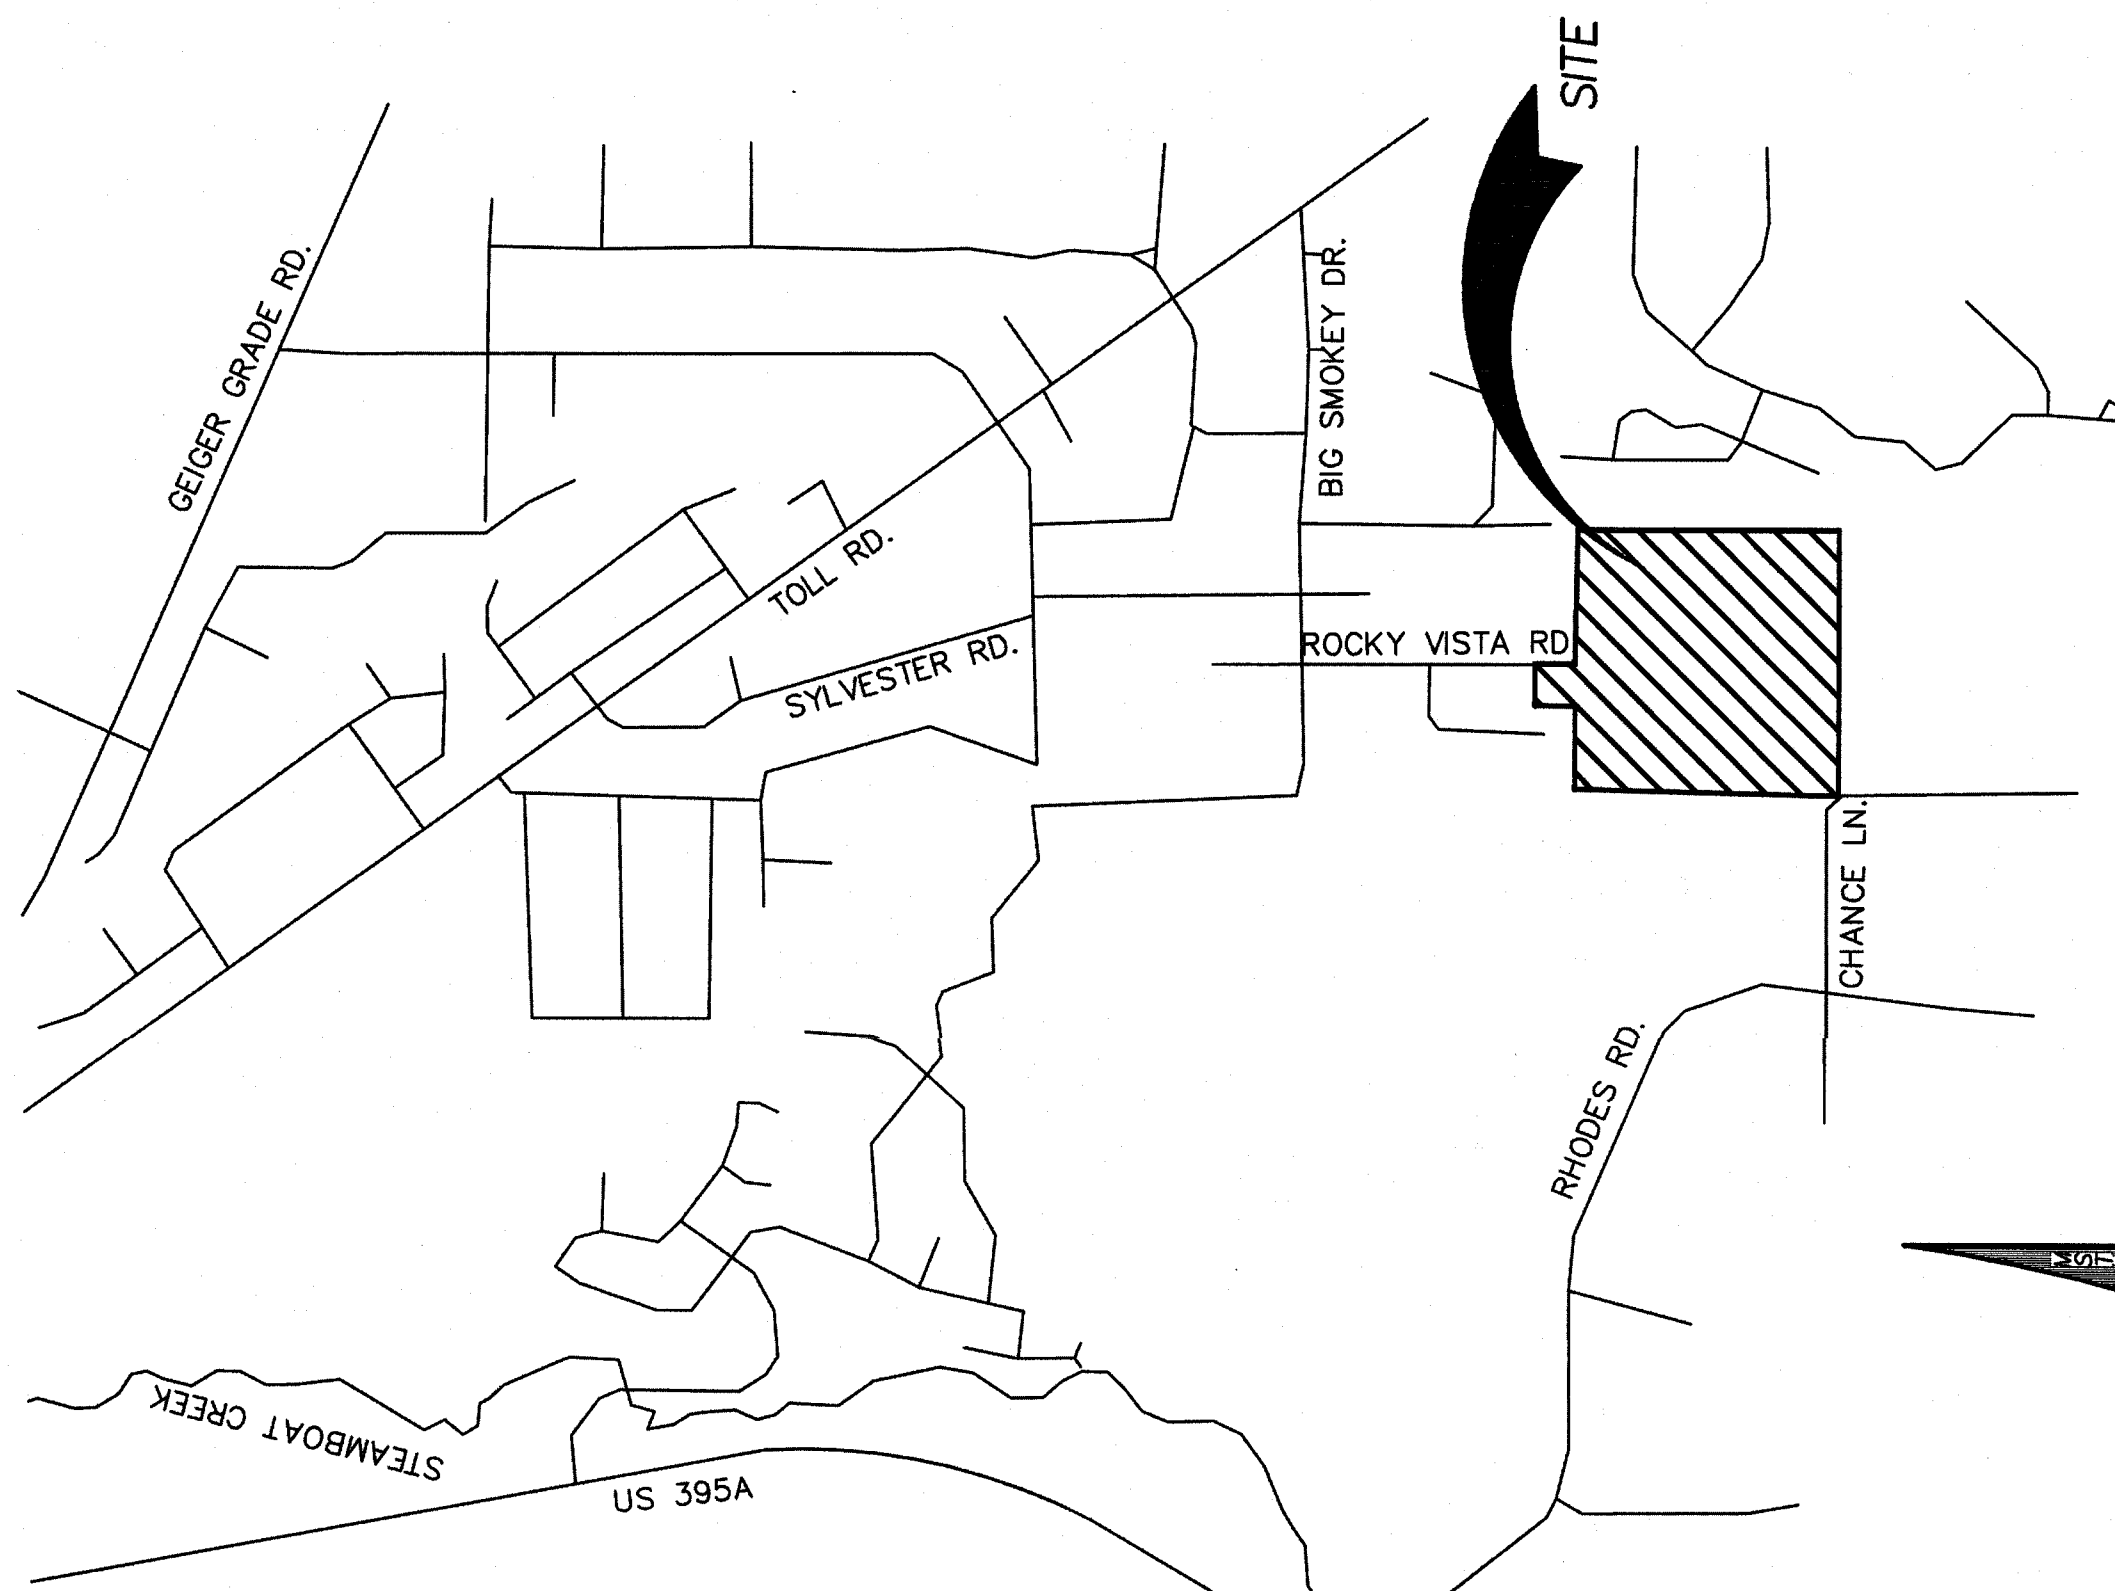 SITE
GEIGER GRADE RD.
BIG SMOKEY DR.
TOLL RD.
SYLVESTER RD.
ROCKY VISTA RD
CHANCE LN.
RHODES RD.
STEAMBOAT CREEK
US 395A